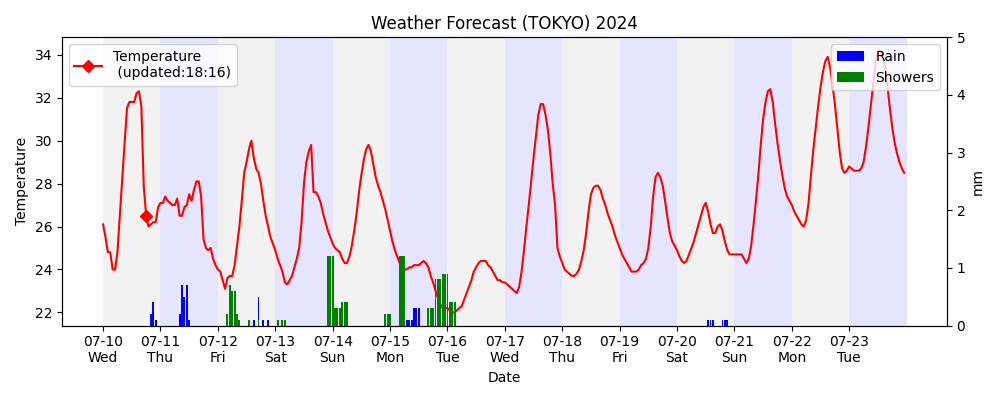 Weather Forecast (TOKYO) 2024
Temperature
(updated:18:16)
Rain
Showers
34
32
30
28
26
24
22
Temperature
5
4
3
2
1
0
mm
07-10 07-11 07-12 07-13 07-14 07-15 07-16 07-17 07-18 07-19 07-20 07-21 07-22 07-23
Wed Thu Fri Sat Sun Mon Tue Wed Thu Fri Sat Sun Mon Tue
Date